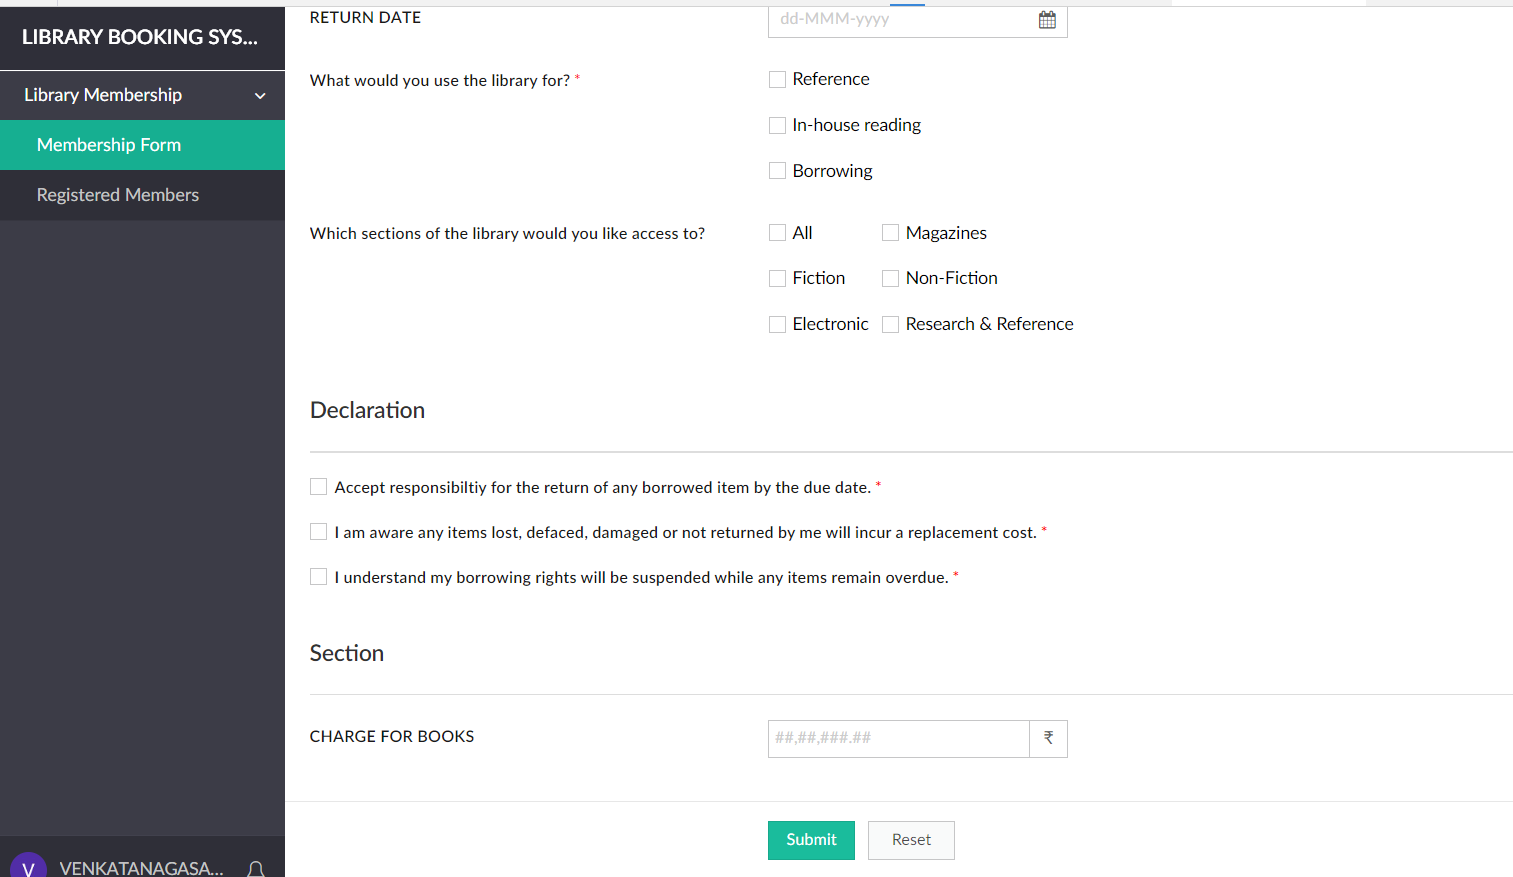 LIBRARY BOOKING SYS...
Library Membership
Membership Form
Registered Members
VENKATANAGASA...
V
RETURN DATE
dd-MMM-yyyy
What would you use the library for? *
Reference
In-house reading
Borrowing
Which sections of the library would you like access to?
All Magazines
Fiction Non-Fiction
Electronic Research & Reference
Declaration
Accept responsibiltiy for the return of any borrowed item by the due date. *
I am aware any items lost, defaced, damaged or not returned by me will incur a replacement cost. *
I understand my borrowing rights will be suspended while any items remain overdue. *
Section
CHARGE FOR BOOKS
##,##,###.## ₹
Submit Reset